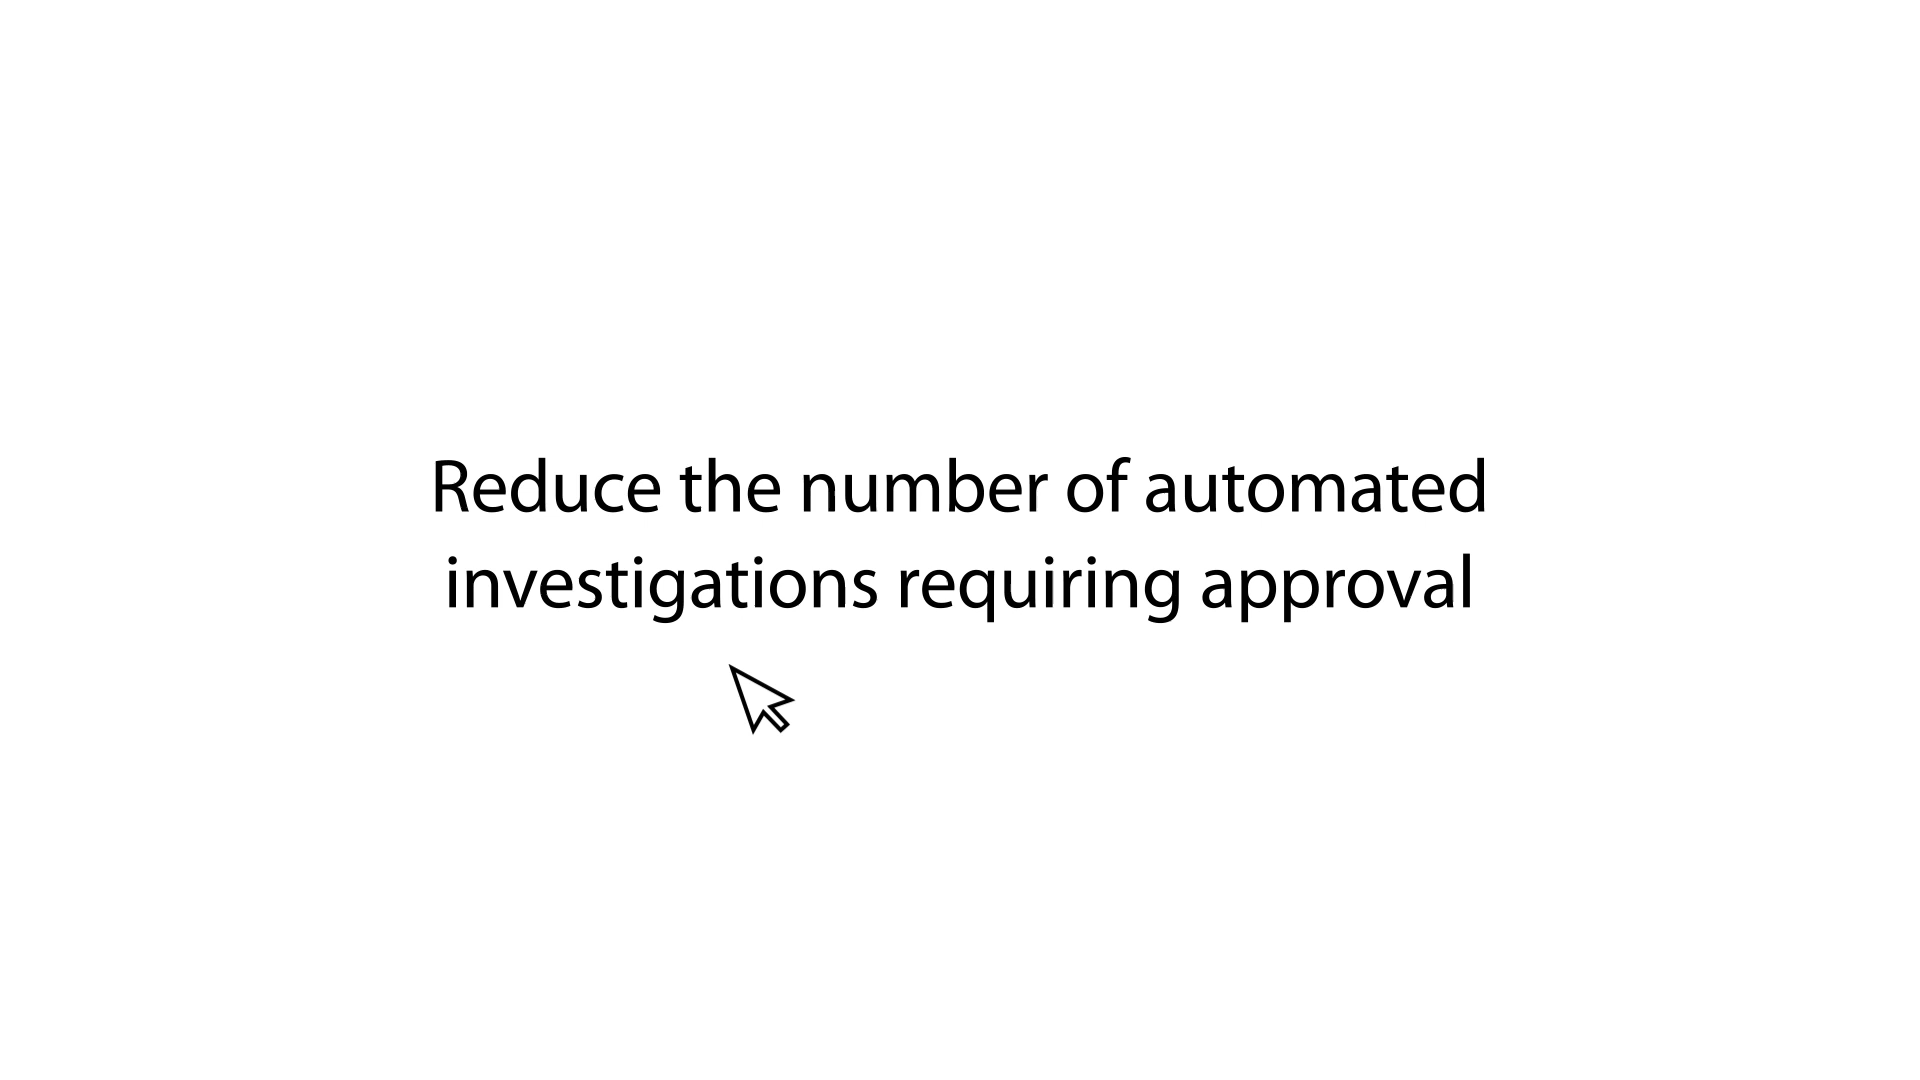 Reduce the number of automated
investigations requiring approval